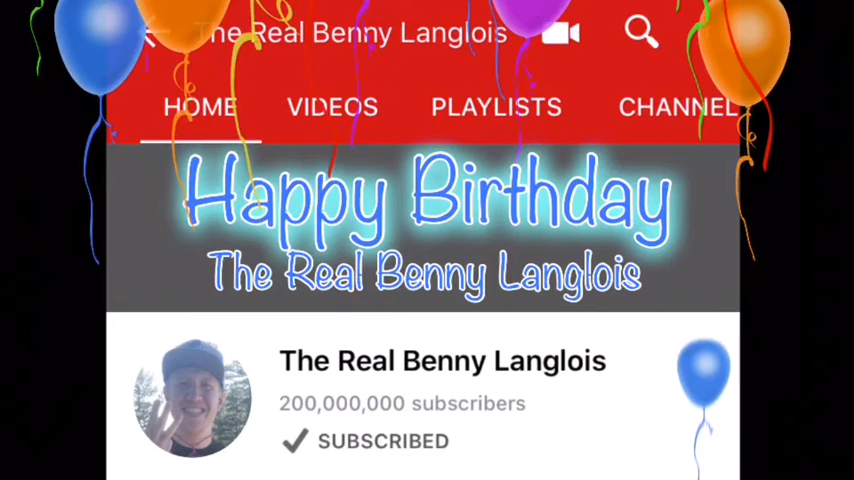 The Real Benny Langlois
HOME VIDEOS PLAYLISTS CHANNEL
Happy Birthday
The Real Benny Langlois
The Real Benny Langlois
200,000,000 subscribers
SUBSCRIBED